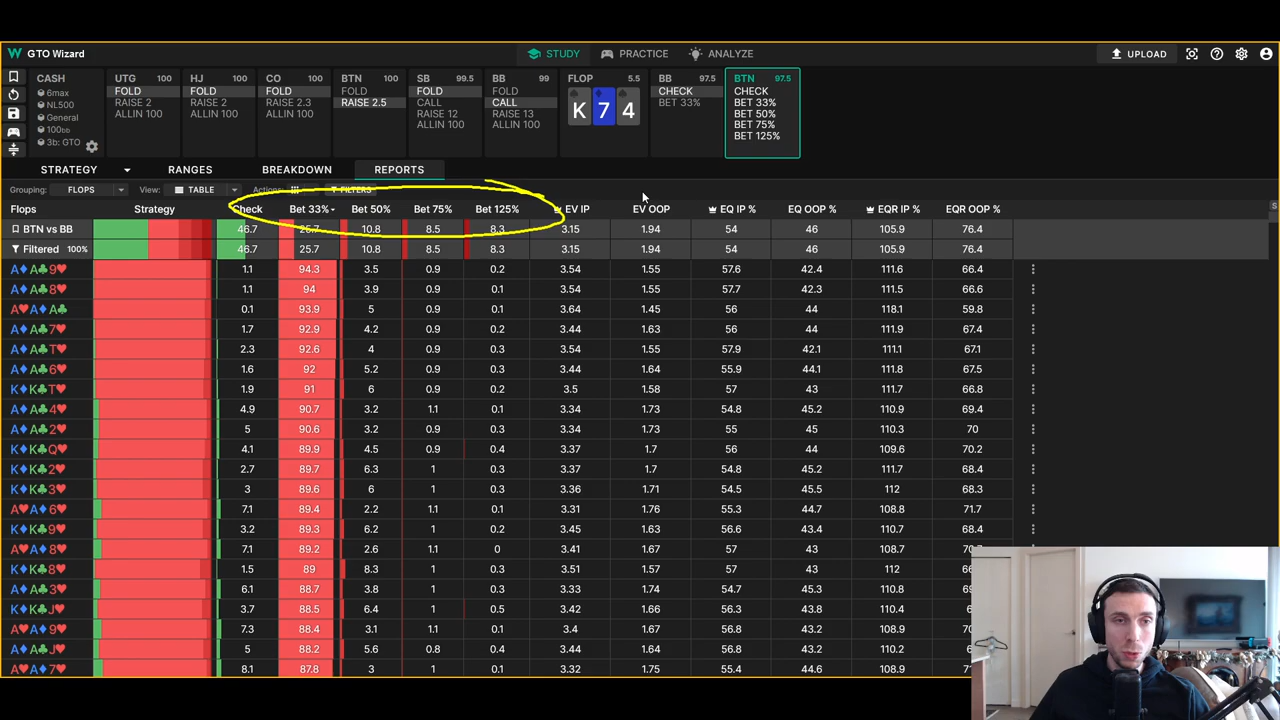 GTO Wizard STUDY PRACTICE ANALYZE UPLOAD
CASH UTG 100 HJ 100 CO 100 BTN 100 SB 99.5 BB 99 FLOP 5.5 BB 97.5 BTN 97.5
6max FOLD FOLD FOLD FOLD FOLD FOLD CHECK CHECK
NL500 RAISE 2 RAISE 2 RAISE 2.3 RAISE 2.5 CALL CALL K 7 4 BET 33% BET 33%
General ALLIN 100 ALLIN 100 ALLIN 100 RAISE 12 RAISE 13 BET 50%
100bb ALLIN 100 ALLIN 100 BET 75%
3b: GTO BET 125%
STRATEGY RANGES BREAKDOWN REPORTS
Grouping: FLOPS View: TABLE Actions: FILTERS
Flops Strategy Check Bet 33% Bet 50% Bet 75% Bet 125% EV IP EV OOP EQ IP % EQ OOP % EQR IP % EQR OOP % S
BTN vs BB 46.7 25.7 10.8 8.5 8.3 3.15 1.94 54 46 105.9 76.4
Filtered 100% 46.7 25.7 10.8 8.5 8.3 3.15 1.94 54 46 105.9 76.4
A♦A♣9♥ 1.1 94.3 3.5 0.9 0.2 3.54 1.55 57.6 42.4 111.6 66.4
A♦A♣8♥ 1.1 94 3.9 0.9 0.2 3.54 1.55 57.7 42.3 111.5 66.6
A♥A♦A♣ 0.1 93.9 5 0.9 0.1 3.64 1.45 56 44 118.1 59.8
A♦A♣7♥ 1.7 92.9 4.2 0.9 0.2 3.44 1.63 56 44 111.9 67.4
A♦A♣T♥ 2.3 92.6 4 0.9 0.3 3.54 1.55 57.9 42.1 111.1 67.1
A♦A♣6♥ 1.6 92 5.2 0.9 0.3 3.44 1.64 55.9 44.1 111.8 67.5
K♦K♣T♥ 1.9 91 6 0.9 0.3 3.5 1.58 57 43 111.7 66.8
A♦A♣4♥ 4.9 90.7 3.2 1.1 0.1 3.34 1.73 54.8 45.2 110.3 69.4
A♦A♣2♥ 5 90.6 3.2 0.9 0.3 3.34 1.73 55 45 110.3 70
K♦K♣Q♥ 4.1 89.9 4.5 0.9 0.4 3.37 1.7 56 44 109.6 70.2
K♦K♣2♥ 2.7 89.7 6.3 1 0.3 3.37 1.7 54.8 45.2 112.4 68.3
K♦K♣3♥ 3 89.6 6 1 0.3 3.36 1.71 54.5 45.5 112 68.3
A♥A♦6♥ 7.1 89.4 2.2 1.1 0.1 3.31 1.76 55.3 44.7 108.8 71.7
K♦K♣9♥ 3.2 89.3 6.1 1 0.3 3.45 1.63 56.6 43.4 110.7 68.4
A♥A♦8♥ 7.1 89.2 2.6 1.1 0 3.41 1.67 57 43 108.7
K♦K♣8♥ 1.5 89 8.3 1 0.1 3.51 1.57 57 43 112
A♦A♣3♥ 6.1 88.7 3.8 1.1 0.3 3.33 1.74 54.7 45.3 110.8
K♦K♣J♥ 3.7 88.5 6.4 1 0.5 3.42 1.66 56.3 43.8 110.4
A♥A♦9♥ 7.3 88.4 3.1 1.1 0.1 3.4 1.67 56.8 43.2 108.9
A♦A♣J♥ 5 88.2 5.6 0.8 0.4 3.44 1.64 56.8 43.2 110.2
A♥A♦7♥ 8.1 87.8 3 1 0.1 3.32 1.75 55.4 44.6 108.9